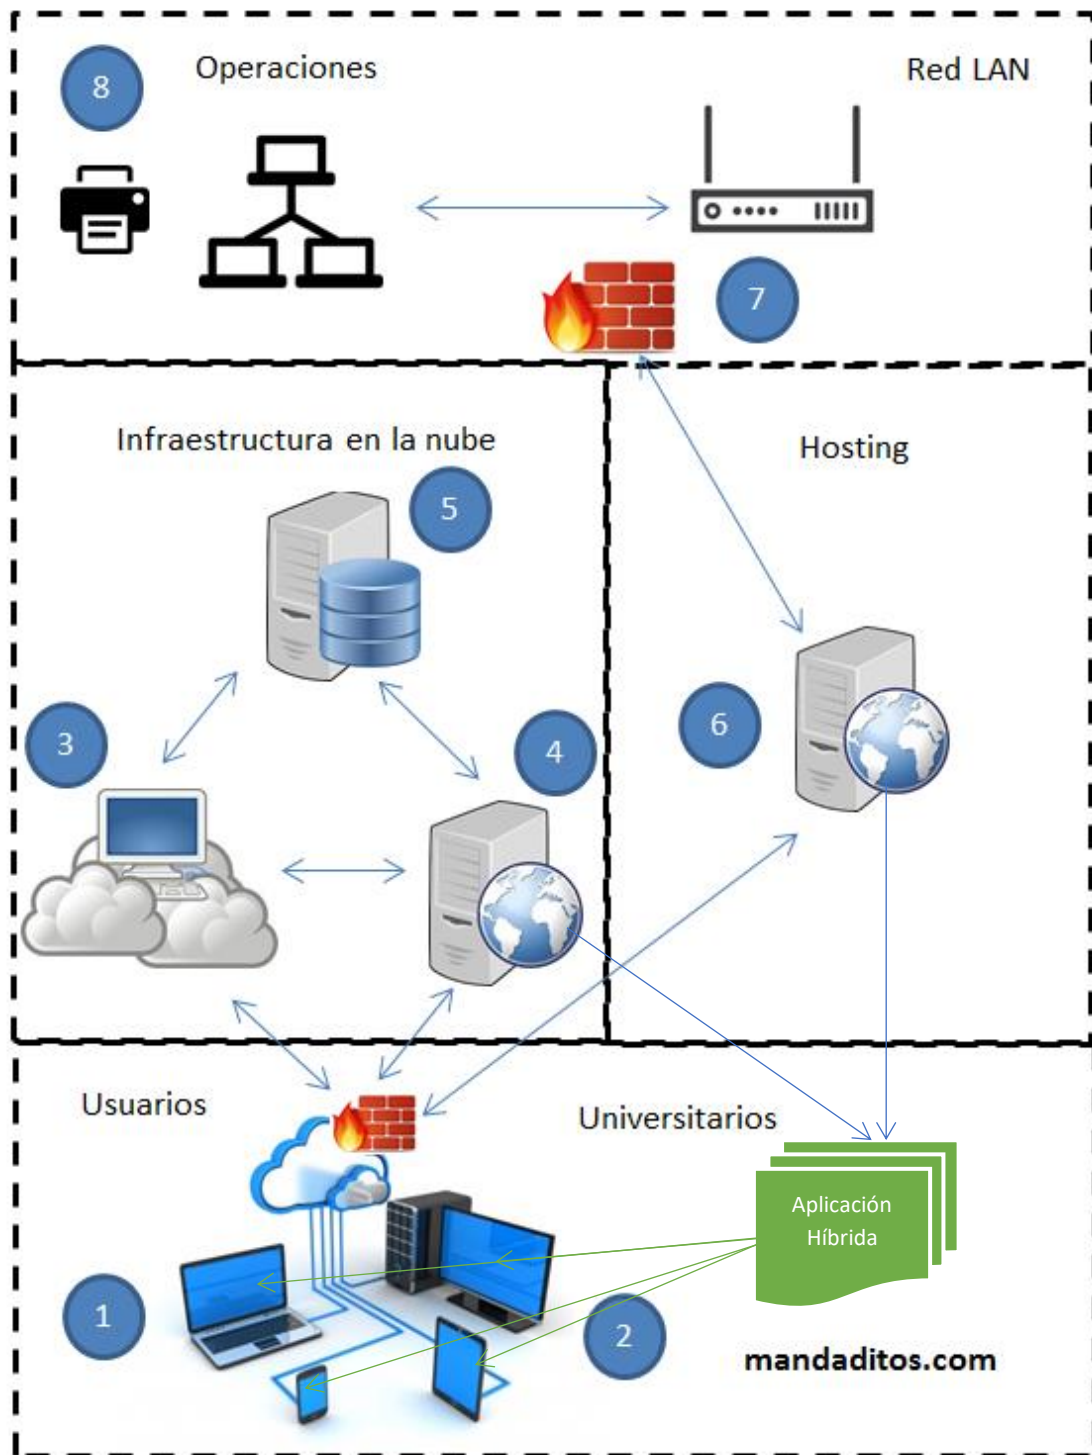 8
Operaciones
Red LAN
7
Infraestructura en la nube
Hosting
5
3
4
6
Usuarios
Universitarios
Aplicación
Híbrida
1
2
mandaditos.com